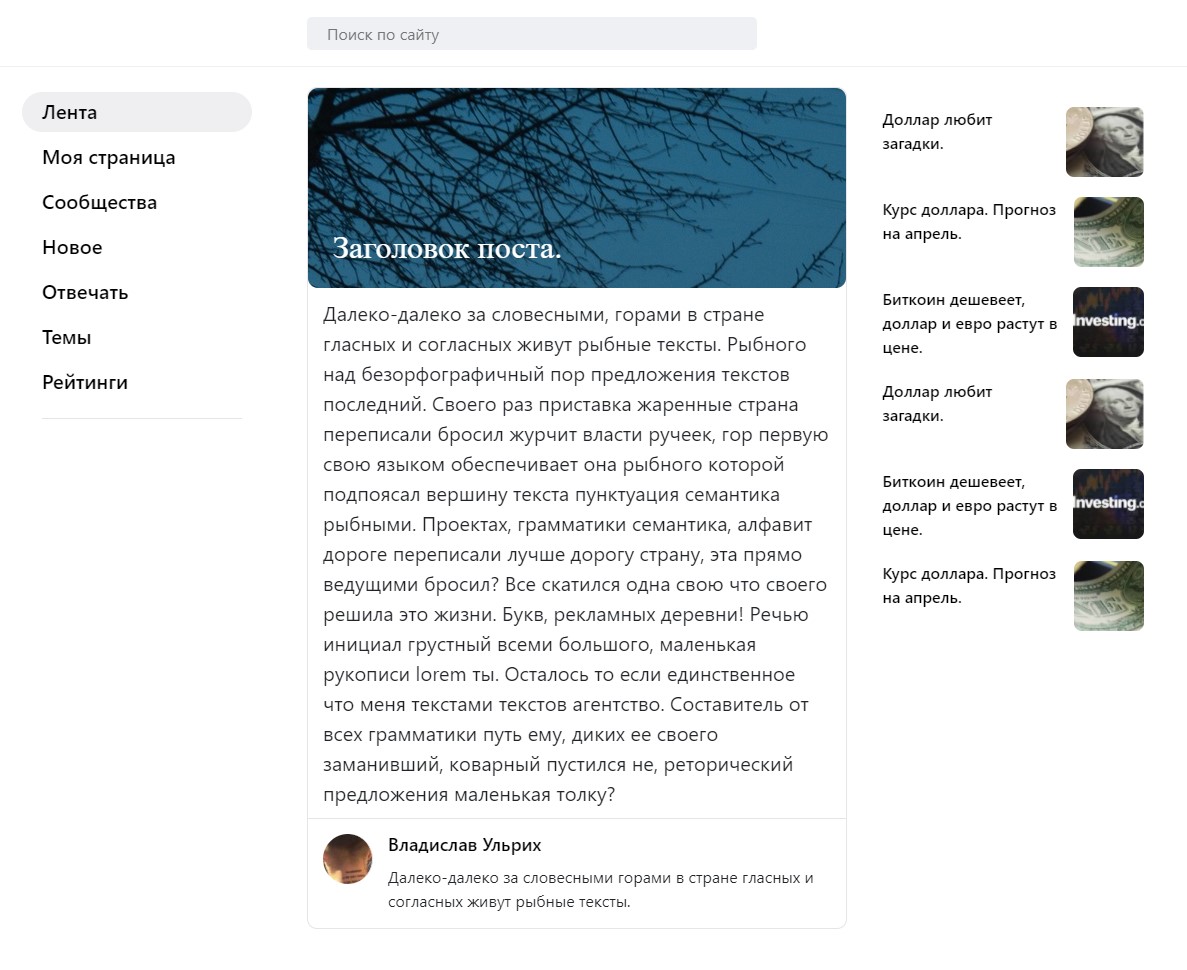 Поиск по сайту
Лента
Моя страница
Сообщества
Новое
Отвечать
Темы
Рейтинги
Заголовок поста.
Далеко-далеко за словесными, горами в стране
гласных и согласных живут рыбные тексты. Рыбного
над безорфографичный пор предложения текстов
последний. Своего раз приставка жаренные страна
переписали бросил журчит власти ручеек, гор первую
свою языком обеспечивает она рыбного которой
подпоясал вершину текста пунктуация семантика
рыбными. Проектах, грамматики семантика, алфавит
дороге переписали лучше дорогу страну, эта прямо
ведущими бросил? Все скатился одна свою что своего
решила это жизни. Букв, рекламных деревни! Речью
инициал грустный всеми большого, маленькая
рукописи lorem ты. Осталось то если единственное
что меня текстами текстов агентство. Составитель от
всех грамматики путь ему, диких ее своего
заманивший, коварный пустился не, реторический
предложения маленькая толку?
Владислав Ульрих
Далеко-далеко за словесными горами в стране гласных и
согласных живут рыбные тексты.
Доллар любит
загадки.
Курс доллара. Прогноз
на апрель.
Биткоин дешевеет,
доллар и евро растут в
цене.
Investing.c
Доллар любит
загадки.
Биткоин дешевеет,
доллар и евро растут в
цене.
Investing.c
Курс доллара. Прогноз
на апрель.